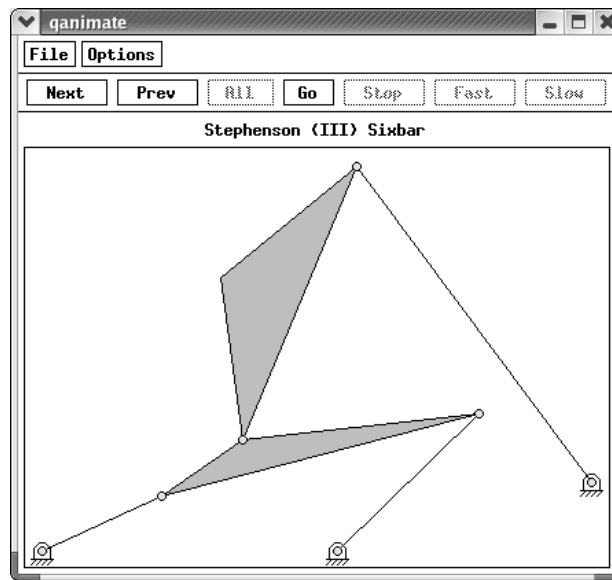 qanimate
File Options
Next Prev All Go Stop Fast Slow
Stephenson (III) Sixbar